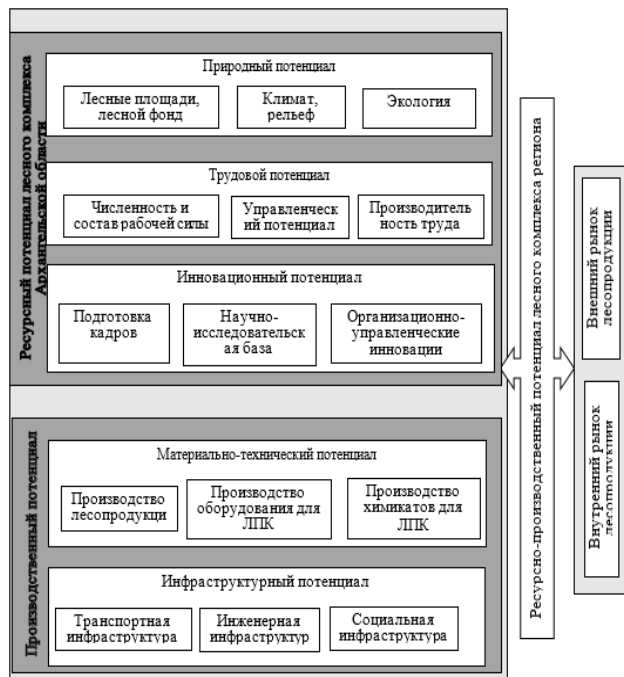 Ресурсный потенциал лесного комплекса
Архангельской области
Природный потенциал
Лесные площади,
лесной фонд
Климат,
рельеф
Экология
Трудовой потенциал
Численность и
состав рабочей силы
Управленческ
ий потенциал
Производитель
ность труда
Инновационный потенциал
Подготовка
кадров
Научно-
исследовательск
ая база
Организационно-
управленческие
инновации
Производственный потенциал
Материально-технический потенциал
Производство
лесопродукци
Производство
оборудования для
ЛПК
Производство
химикатов для
ЛПК
Инфраструктурный потенциал
Транспортная
инфраструктура
Инженерная
инфраструктур
Социальная
инфраструктура
Ресурсно-производственный потенциал лесного комплекса региона
Внешний рынок
лесопродукции
Внутренний рынок
лесопродукции